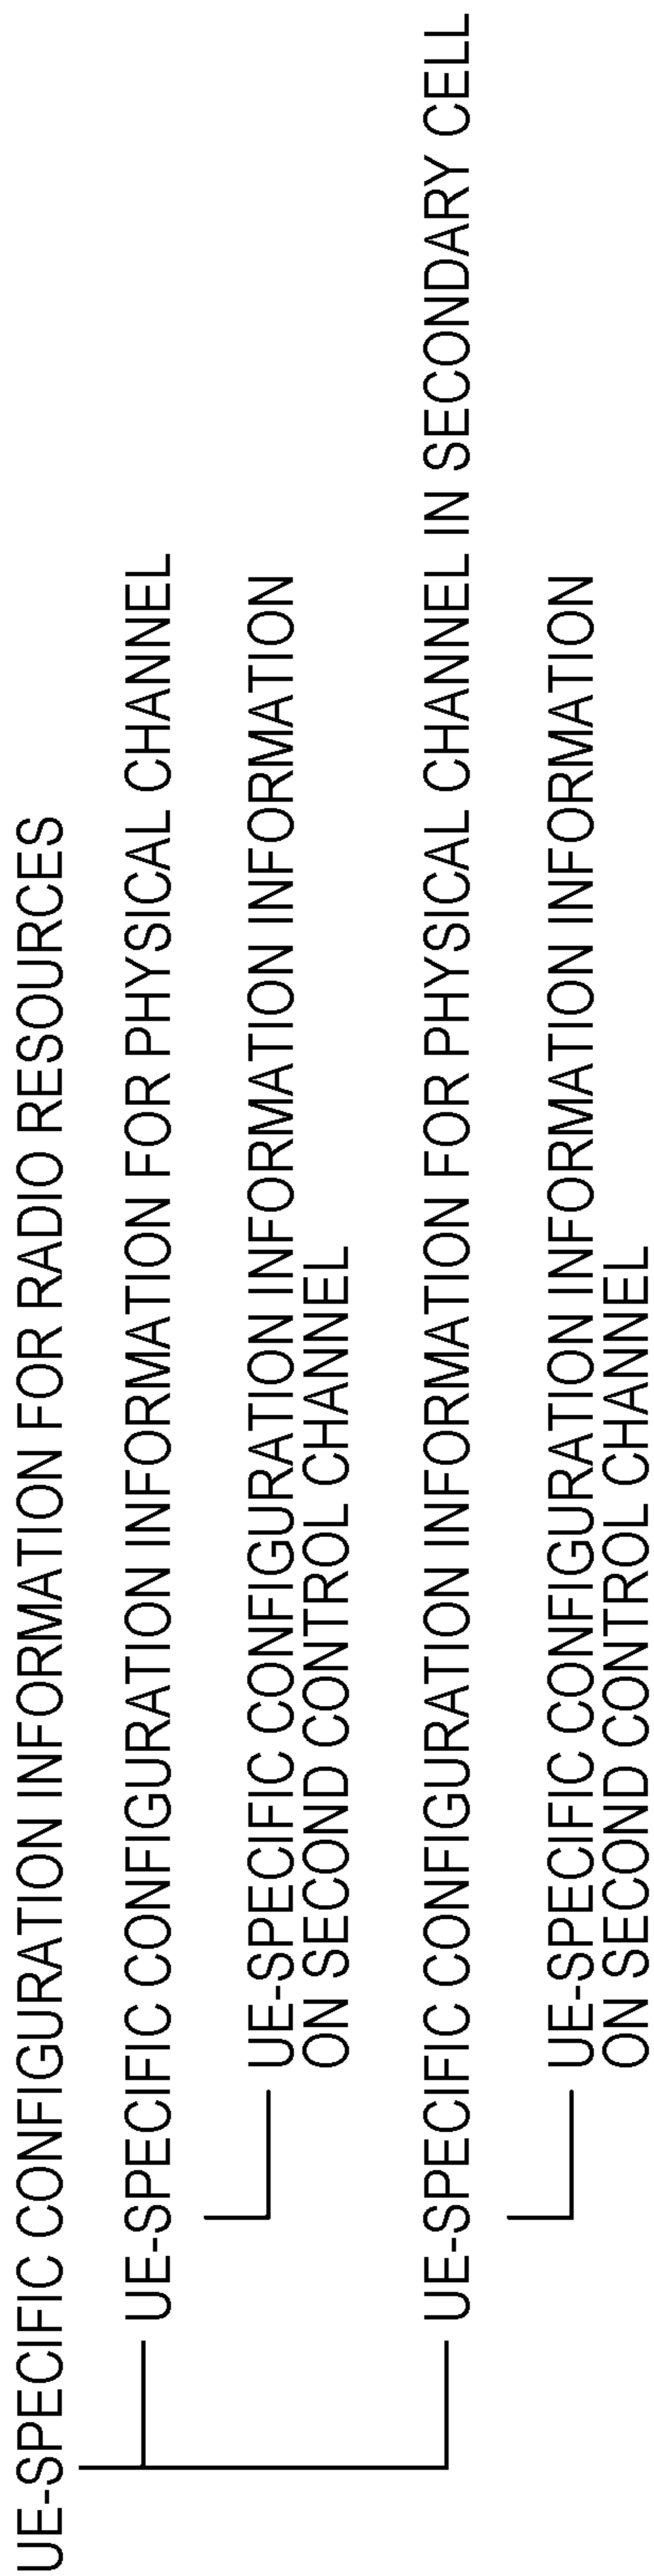 UE-SPECIFIC CONFIGURATION INFORMATION FOR RADIO RESOURCES
UE-SPECIFIC CONFIGURATION INFORMATION FOR PHYSICAL CHANNEL
UE-SPECIFIC CONFIGURATION INFORMATION INFORMATION
ON SECOND CONTROL CHANNEL
UE-SPECIFIC CONFIGURATION INFORMATION FOR PHYSICAL CHANNEL IN SECONDARY CELL
UE-SPECIFIC CONFIGURATION INFORMATION INFORMATION
ON SECOND CONTROL CHANNEL